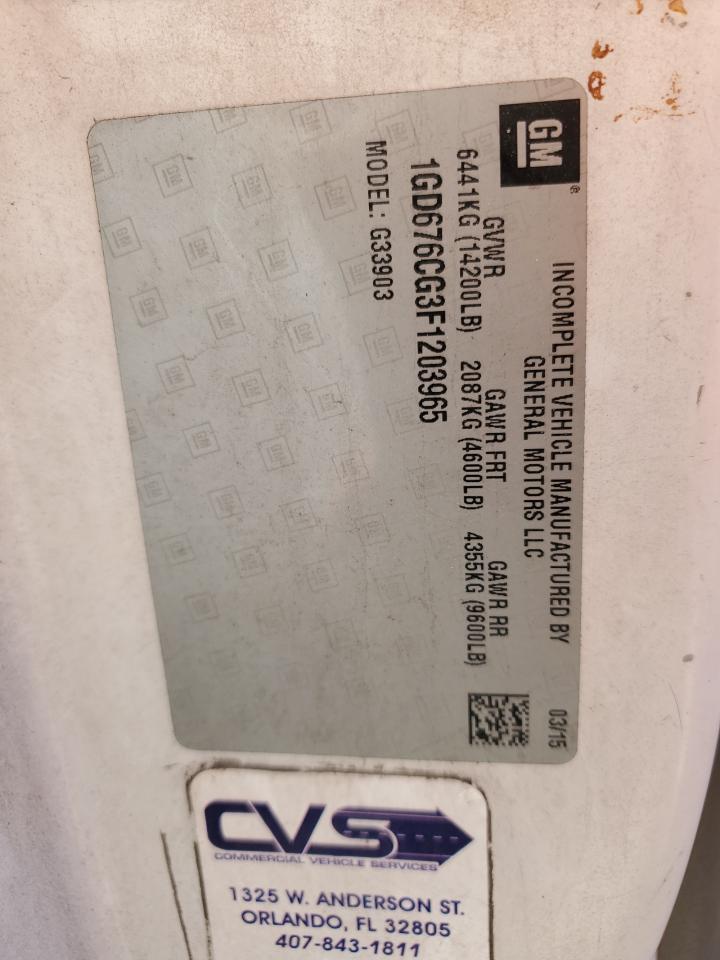 GM®
INCOMPLETE VEHICLE MANUFACTURED BY
GENERAL MOTORS LLC
03/15
GVWR GAWR FRT GAWR RR
6441KG (14200LB) 2087KG (4600LB) 4355KG (9600LB)
1GD676CG3F1203965
MODEL: G33903
CVS
COMMERCIAL VEHICLE SERVICES
1325 W. ANDERSON ST.
ORLANDO, FL 32805
407-843-1811